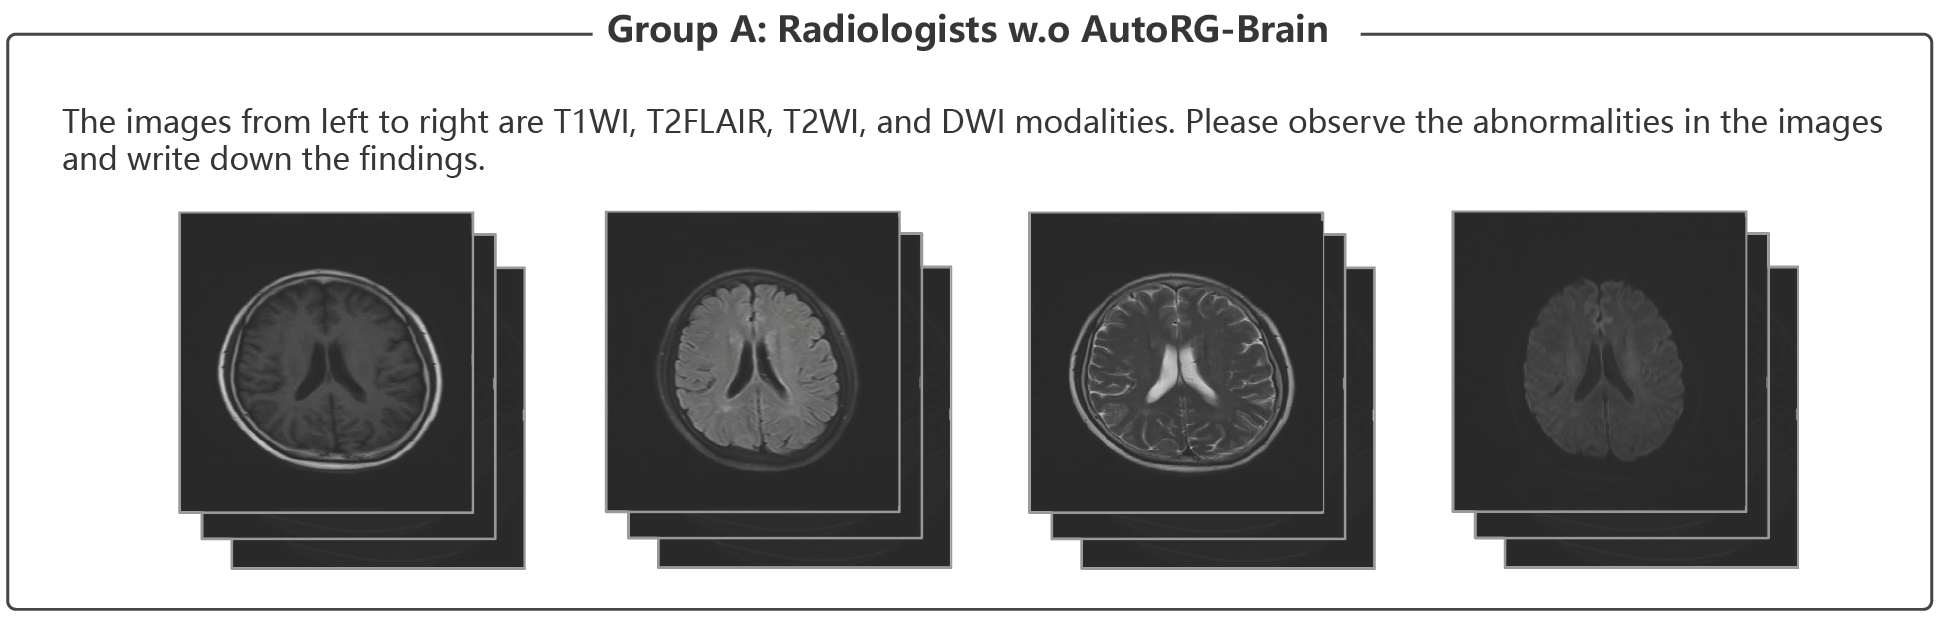 Group A: Radiologists w.o AutoRG-Brain
The images from left to right are T1WI, T2FLAIR, T2WI, and DWI modalities. Please observe the abnormalities in the images
and write down the findings.